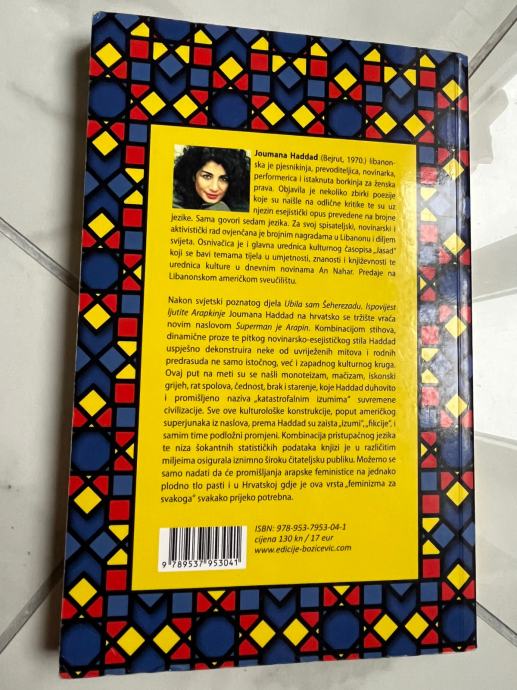 Joumana Haddad (Bejrut, 1970.) libanon-
ska je pjesnikinja, prevoditeljica, novinarka,
performerica i istaknuta borkinja za ženska
prava. Objavila je nekoliko zbirki poezije
koje su naišle na odlične kritike te su uz
njezin esejistički opus prevedene na brojne
jezike. Sama govori sedam jezika. Za svoj spisateljski, novinarski i
aktivistički rad ovjenčana je brojnim nagradama u Libanonu i diljem
svijeta. Osnivačica je i glavna urednica kulturnog časopisa „Jasad"
koji se bavi temama tijela u umjetnosti, znanosti i književnosti te
urednica kulture u dnevnim novinama An Nahar. Predaje na
Libanonskom američkom sveučilištu.
Nakon svjetski poznatog djela Ubila sam Šeherezadu. Ispovijest
ljutite Arapkinje Joumana Haddad na hrvatsko se tržište vraća
novim naslovom Superman je Arapin. Kombinacijom stihova,
dinamične proze te pitkog novinarsko-esejističkog stila Haddad
uspješno dekonstruira neke od uvriježenih mitova i rodnih
predrasuda ne samo istočnog, već i zapadnog kulturnog kruga.
Ovaj put na meti su se našli monoteizam, mačizam, iskonski
grijeh, rat spolova, čednost, brak i starenje, koje Haddad duhovito
i promišljeno naziva „katastrofalnim izumima" suvremene
civilizacije. Sve ove kulturološke konstrukcije, poput američkog
superjunaka iz naslova, prema Haddad su zaista „izumi", „fikcije", i
samim time podložni promjeni. Kombinacija pristupačnog jezika
te niza šokantnih statističkih podataka knjizi je u različitim
miljeima osigurala iznimno široku čitateljsku publiku. Možemo se
samo nadati da će promišljanja arapske feministice na jednako
plodno tlo pasti i u Hrvatskoj gdje je ova vrsta „feminizma za
svakoga" svakako prijeko potrebna.
ISBN: 978-953-7953-04-1
cijena 130 kn / 17 eur
www.edicije-bozicevic.com
9 789537 953041